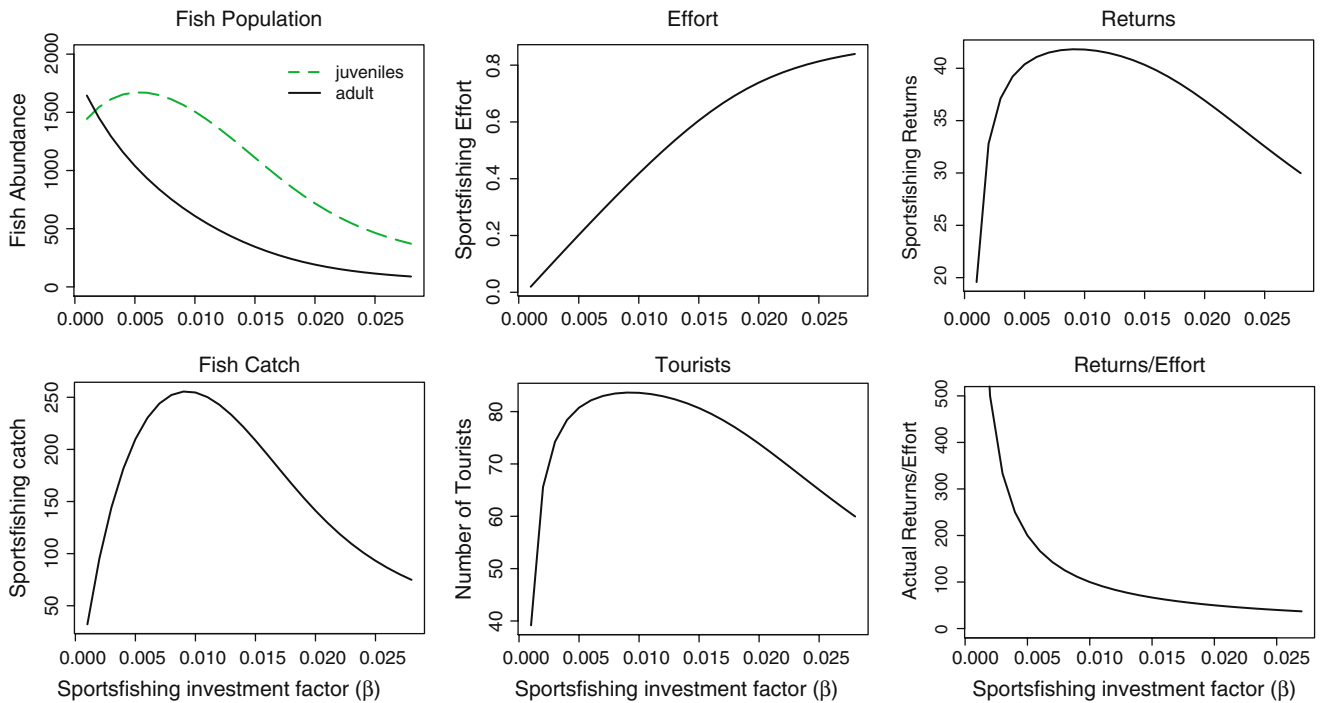 Fish Population
Fish Abundance
2000
1500
1000
500
0
juveniles
adult
0.000 0.005 0.010 0.015 0.020 0.025
Effort
Sportsfishing Effort
0.8
0.6
0.4
0.2
0.0
0.000 0.005 0.010 0.015 0.020 0.025
Returns
Sportsfishing Returns
40
35
30
25
20
0.000 0.005 0.010 0.015 0.020 0.025
Fish Catch
Sportsfishing catch
250
200
150
100
50
0.000 0.005 0.010 0.015 0.020 0.025
Sportsfishing investment factor (β)
Tourists
Number of Tourists
80
70
60
50
40
0.000 0.005 0.010 0.015 0.020 0.025
Sportsfishing investment factor (β)
Returns/Effort
Actual Returns/Effort
500
400
300
200
100
0
0.000 0.005 0.010 0.015 0.020 0.025
Sportsfishing investment factor (β)